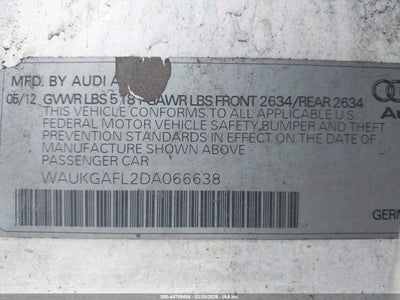 MFD. BY AUDI A
05/12 GVWR LBS 518 GAWR LBS FRONT 2634/REAR 2634
THIS VEHICLE CONFORMS TO ALL APPLICABLE U.S
FEDERAL MOTOR VEHICLE SAFETY, BUMPER AND THEFT
PREVENTION STANDARDS IN EFFECT ON THE DATE
OF MANUFACTURE SHOWN ABOVE
PASSENGER CAR
WAUKGAFL2DA066638
Au
GERM